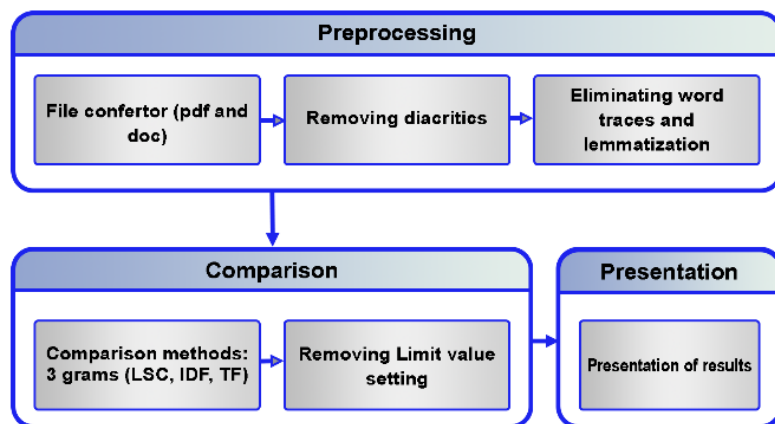 Preprocessing
File confertor (pdf and
doc)
Removing diacritics
Eliminating word
traces and
lemmatization
Comparison
Comparison methods:
3 grams (LSC, IDF, TF)
Removing Limit value
setting
Presentation
Presentation of results